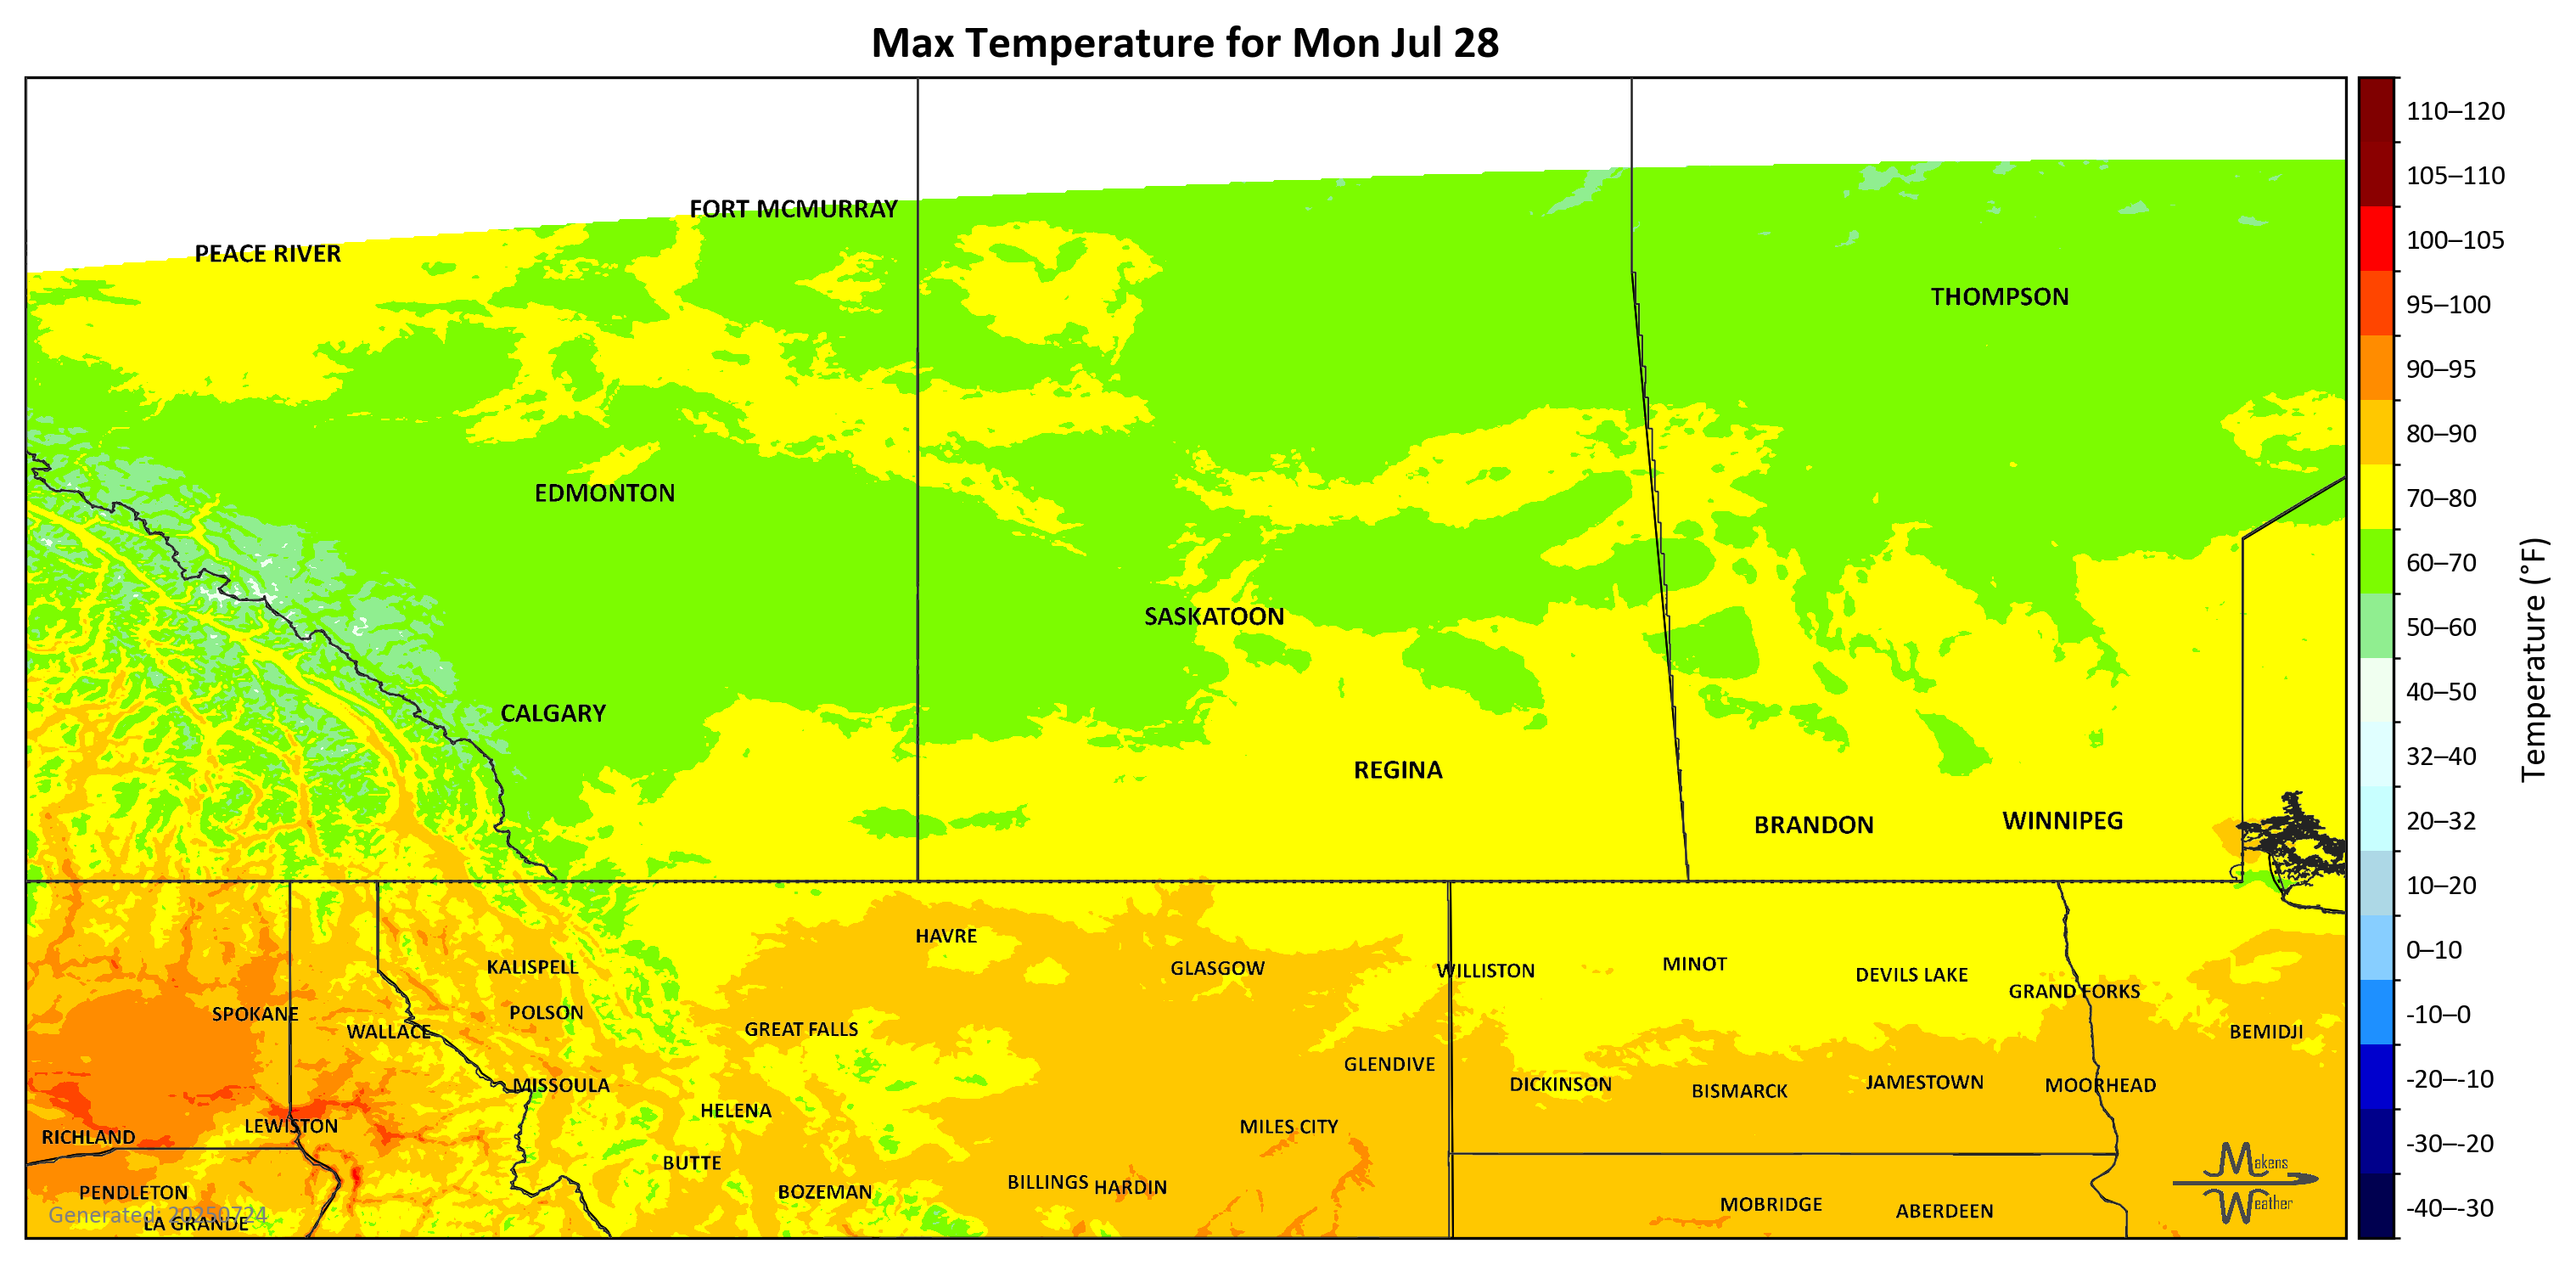 Max Temperature for Mon Jul 28
110–120
105–110
100–105
95–100
90–95
80–90
70–80
60–70
50–60
40–50
32–40
20–32
10–20
0–10
-10–0
-20–-10
-30–-20
-40–-30
Temperature (°F)
FORT MCMURRAY
PEACE RIVER
THOMPSON
EDMONTON
SASKATOON
CALGARY
REGINA
BRANDON
WINNIPEG
HAVRE
KALISPELL
GLASGOW
WILLISTON
MINOT
DEVILS LAKE
GRAND FORKS
SPOKANE
POLSON
WALLACE
GREAT FALLS
BEMIDJI
GLENDIVE
MISSOULA
DICKINSON
BISMARCK
JAMESTOWN
MOORHEAD
HELENA
LEWISTON
MILES CITY
RICHLAND
BUTTE
PENDLETON
BOZEMAN
BILLINGS
HARDIN
MOBRIDGE
ABERDEEN
LA GRANDE
Generated: 20250724
Makens
Weather